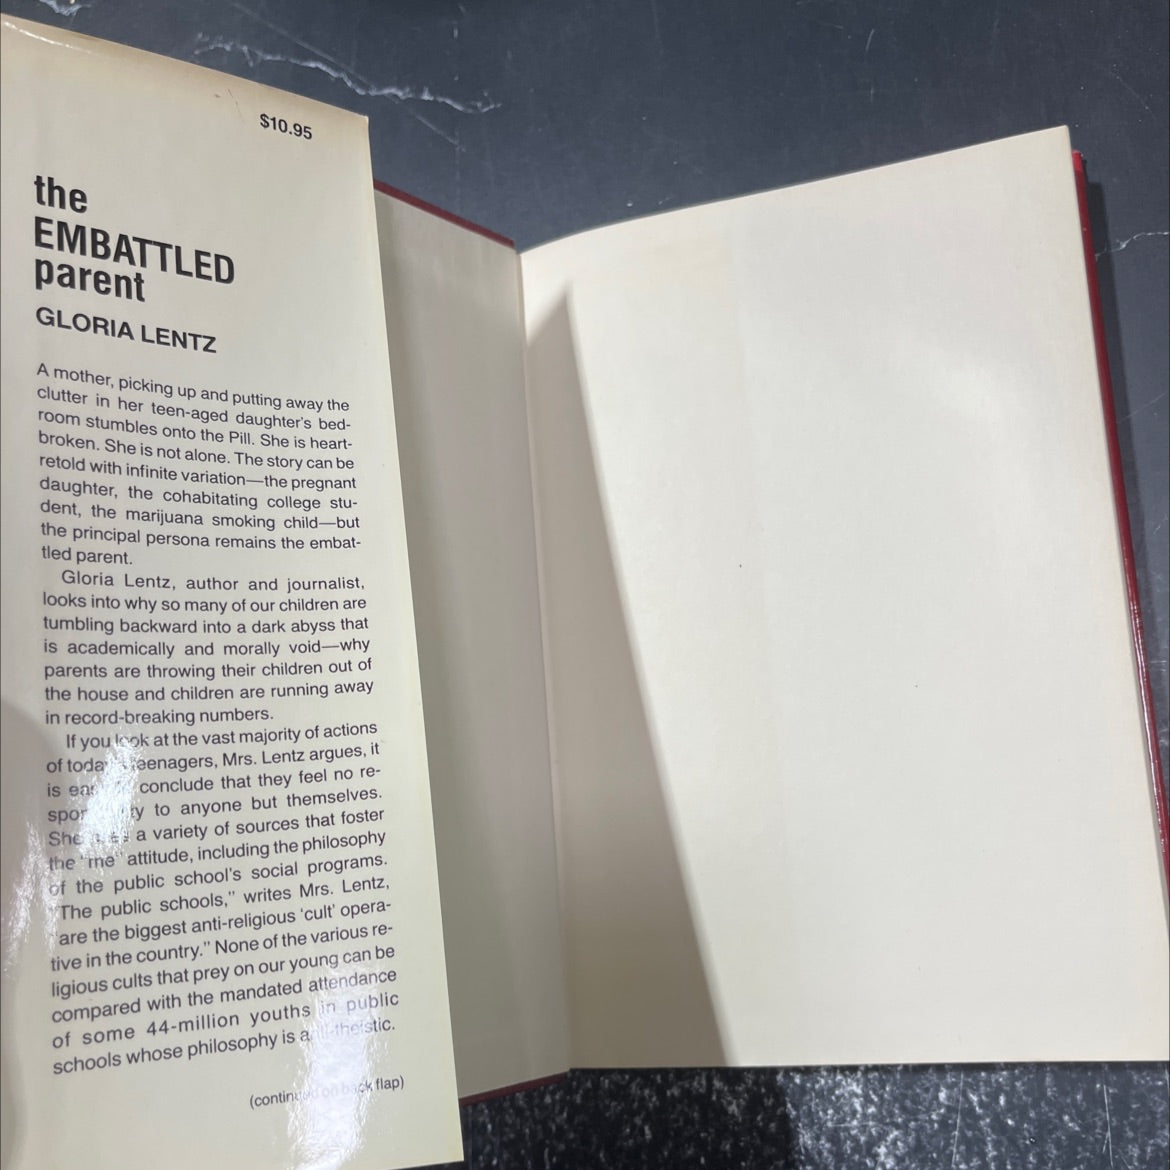 $10.95
the
EMBATTLED
parent
GLORIA LENTZ
A mother, picking up and putting away the
clutter in her teen-aged daughter's bed-
room stumbles onto the Pill. She is heart-
broken. She is not alone. The story can be
retold with infinite variation—the pregnant
daughter, the cohabitating college stu-
dent, the marijuana smoking child—but
the principal persona remains the embat-
tled parent.
Gloria Lentz, author and journalist,
looks into why so many of our children are
tumbling backward into a dark abyss that
is academically and morally void—why
parents are throwing their children out of
the house and children are running away
in record-breaking numbers.
If you look at the vast majority of actions
of today's teenagers, Mrs. Lentz argues, it
is easy to conclude that they feel no re-
sponsibility to anyone but themselves.
She a variety of sources that foster
the "me" attitude, including the philosophy
of the public school's social programs.
"The public schools," writes Mrs. Lentz,
"are the biggest anti-religious 'cult' opera-
tive in the country." None of the various re-
ligious cults that prey on our young can be
compared with the mandated attendance
of some 44-million youths in public
schools whose philosophy is anti-theistic.
(continued on back flap)